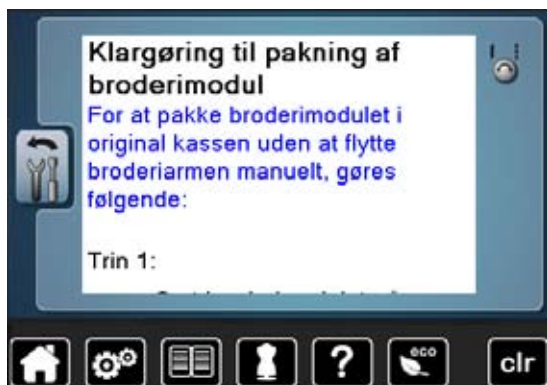 Klargøring til pakning af
broderimodul
For at pakke broderimodulet i
original kassen uden at flytte
broderiarmen manuelt, gøres
følgende:
Trin 1:
?
eco
clr